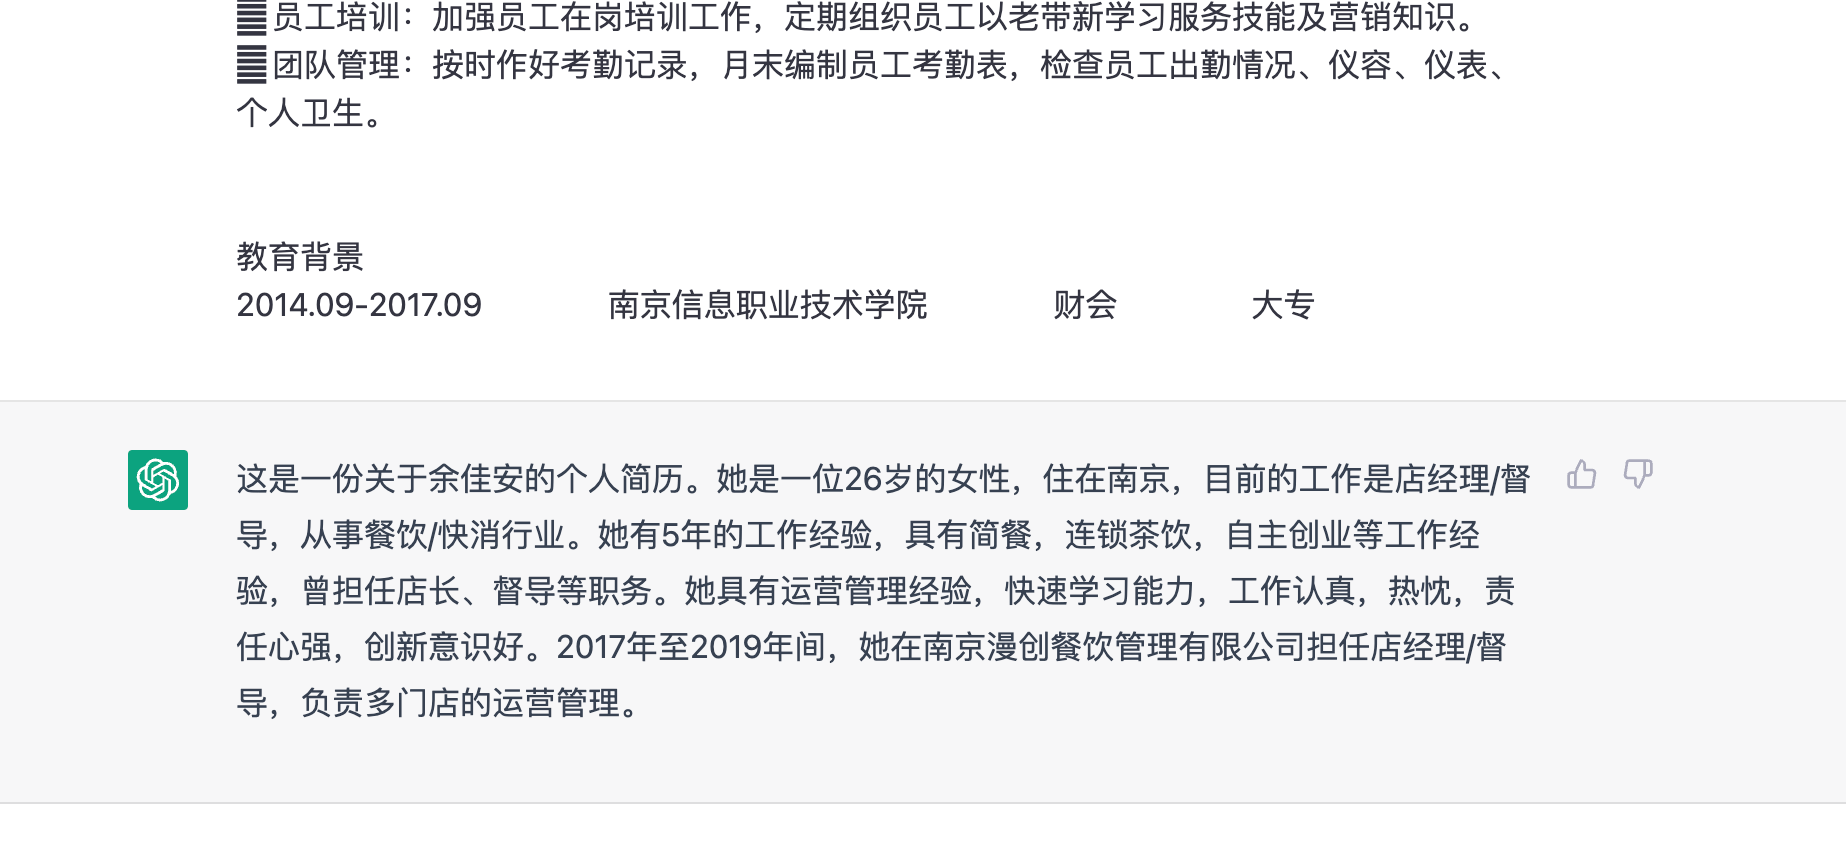 员工培训：加强员工在岗培训工作，定期组织员工以老带新学习服务技能及营销知识。
团队管理：按时作好考勤记录，月末编制员工考勤表，检查员工出勤情况、仪容、仪表、
个人卫生。
教育背景
2014.09-2017.09 南京信息职业技术学院 财会 大专
这是一份关于余佳安的个人简历。她是一位26岁的女性，住在南京，目前的工作是店经理/督
导，从事餐饮/快消行业。她有5年的工作经验，具有简餐，连锁茶饮，自主创业等工作经
验，曾担任店长、督导等职务。她具有运营管理经验，快速学习能力，工作认真，热忱，责
任心强，创新意识好。2017年至2019年间，她在南京漫创餐饮管理有限公司担任店经理/督
导，负责多门店的运营管理。